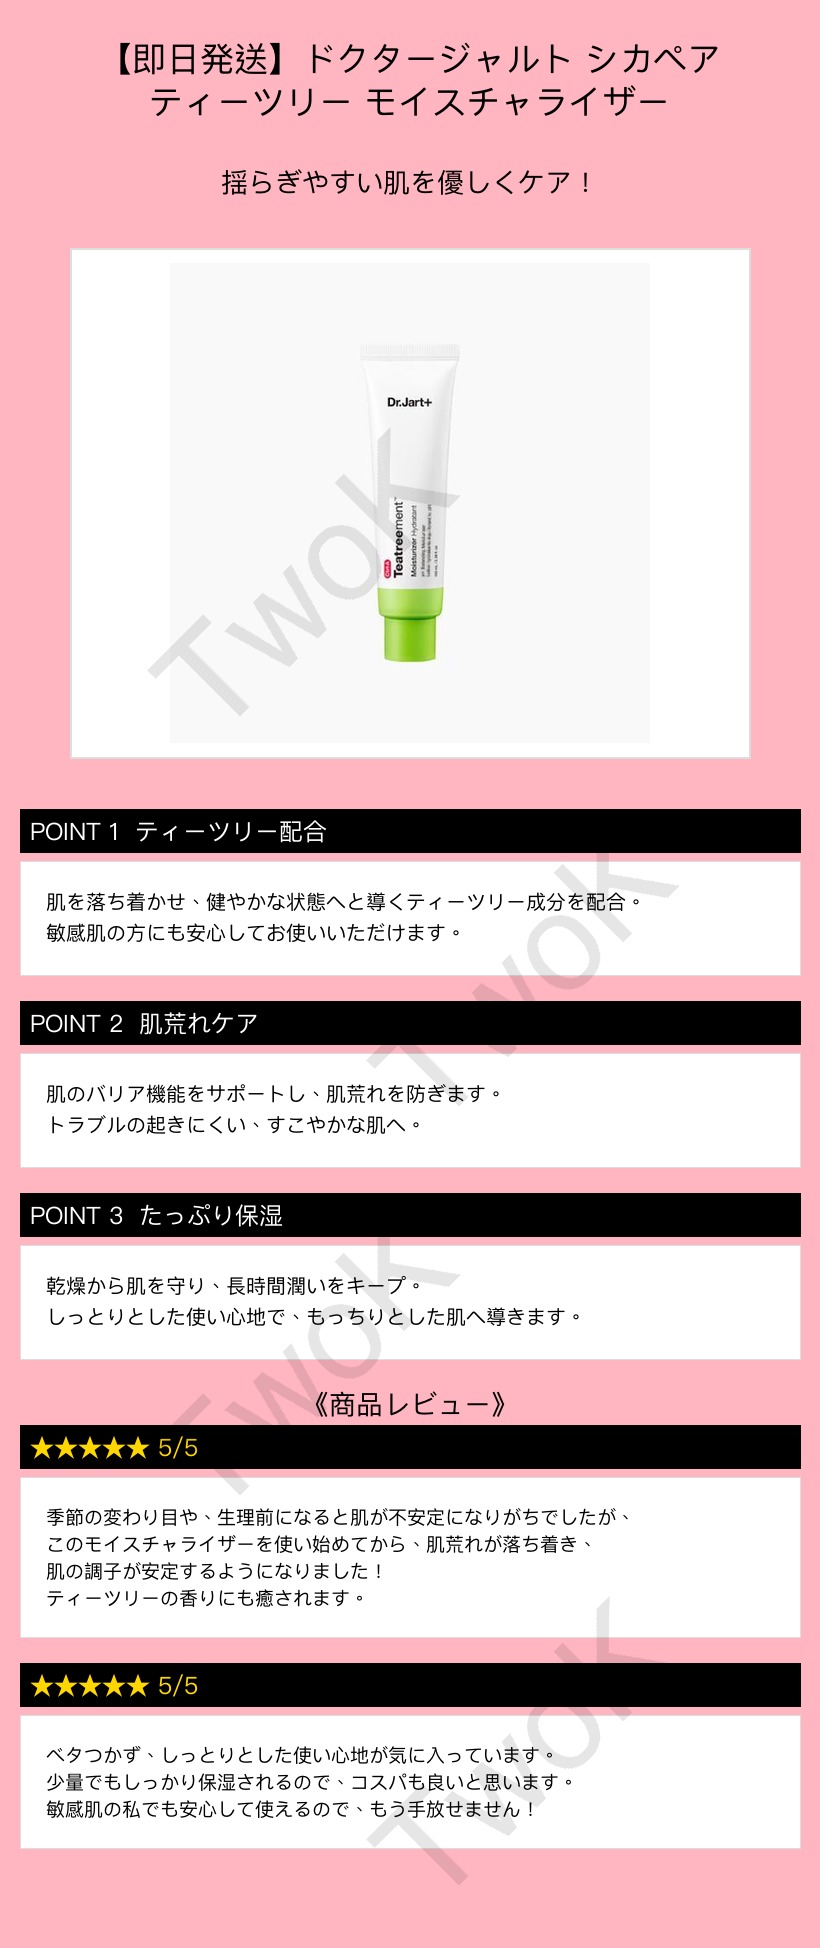 【即日発送】ドクタージャルト シカペア
ティーツリー モイスチャライザー
揺らぎやすい肌を優しくケア！
Dr.Jart+
Teatreement
Moisturizer Hydratant
TwoK
POINT 1 ティーツリー配合
肌を落ち着かせ、健やかな状態へと導くティーツリー成分を配合。
敏感肌の方にも安心してお使いいただけます。
TwoK
POINT 2 肌荒れケア
肌のバリア機能をサポートし、肌荒れを防ぎます。
トラブルの起きにくい、すこやかな肌へ。
POINT 3 たっぷり保湿
乾燥から肌を守り、長時間潤いをキープ。
しっとりとした使い心地で、もっちりとした肌へ導きます。
TwoK
《商品レビュー》
★★★★★ 5/5
季節の変わり目や、生理前になると肌が不安定になりがちでしたが、
このモイスチャライザーを使い始めてから、肌荒れが落ち着き、
肌の調子が安定するようになりました！
ティーツリーの香りにも癒されます。
★★★★★ 5/5
ベタつかず、しっとりとした使い心地が気に入っています。
少量でもしっかり保湿されるので、コスパも良いと思います。
敏感肌の私でも安心して使えるので、もう手放せません！
TwoK